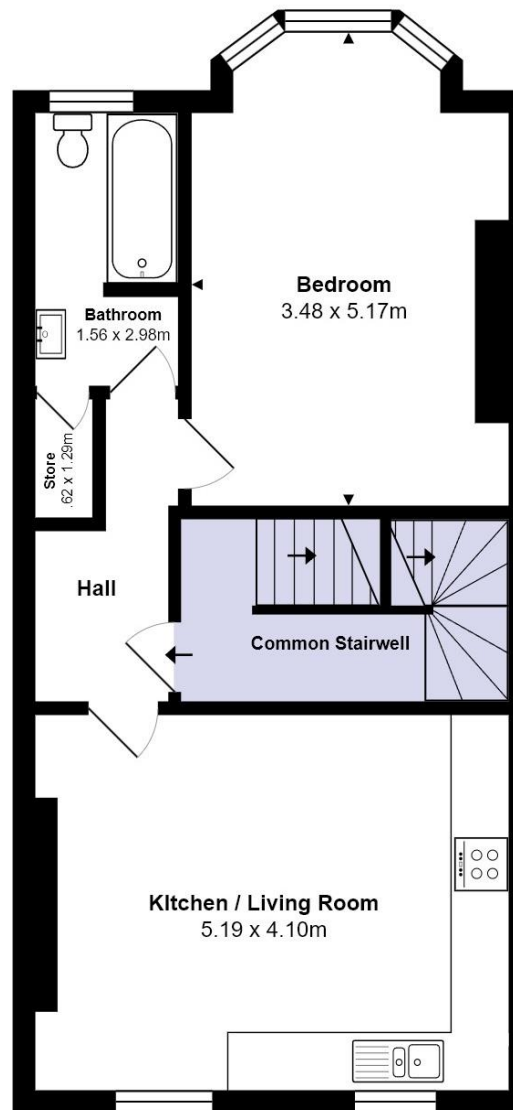 Bedroom
3.48 x 5.17m
Bathroom
1.56 x 2.98m
Store
.62 x 1.29m
Hall
Common Stairwell
KItchen / Living Room
5.19 x 4.10m